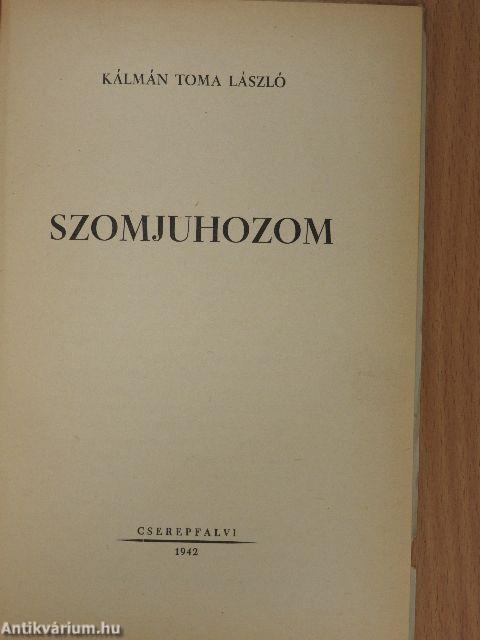 KÁLMÁN TOMA LÁSZLÓ
SZOMJUHOZOM
CSEREPFALVI
1942
Antikvárium.hu